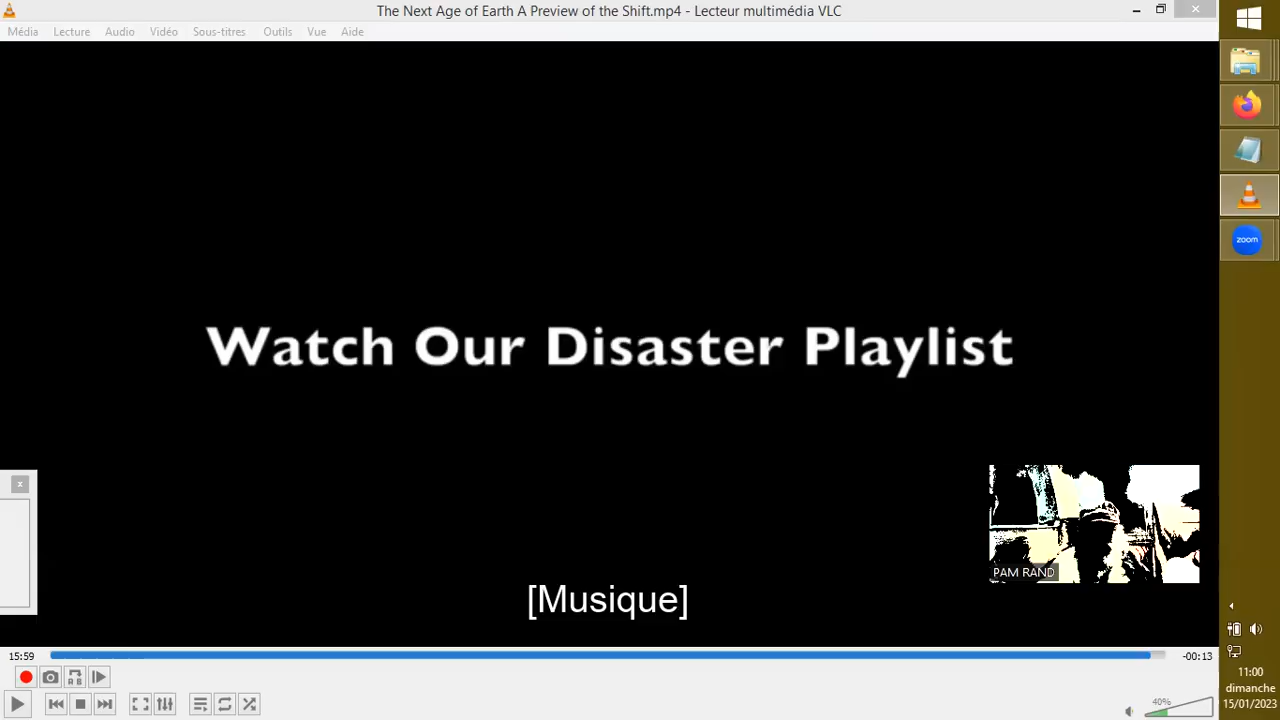 The Next Age of Earth A Preview of the Shift.mp4 - Lecteur multimédia VLC
Média Lecture Audio Vidéo Sous-titres Outils Vue Aide
Watch Our Disaster Playlist
PAM RAND
[Musique]
15:59
-00:13
40%
zoom
11:00
dimanche
15/01/2023